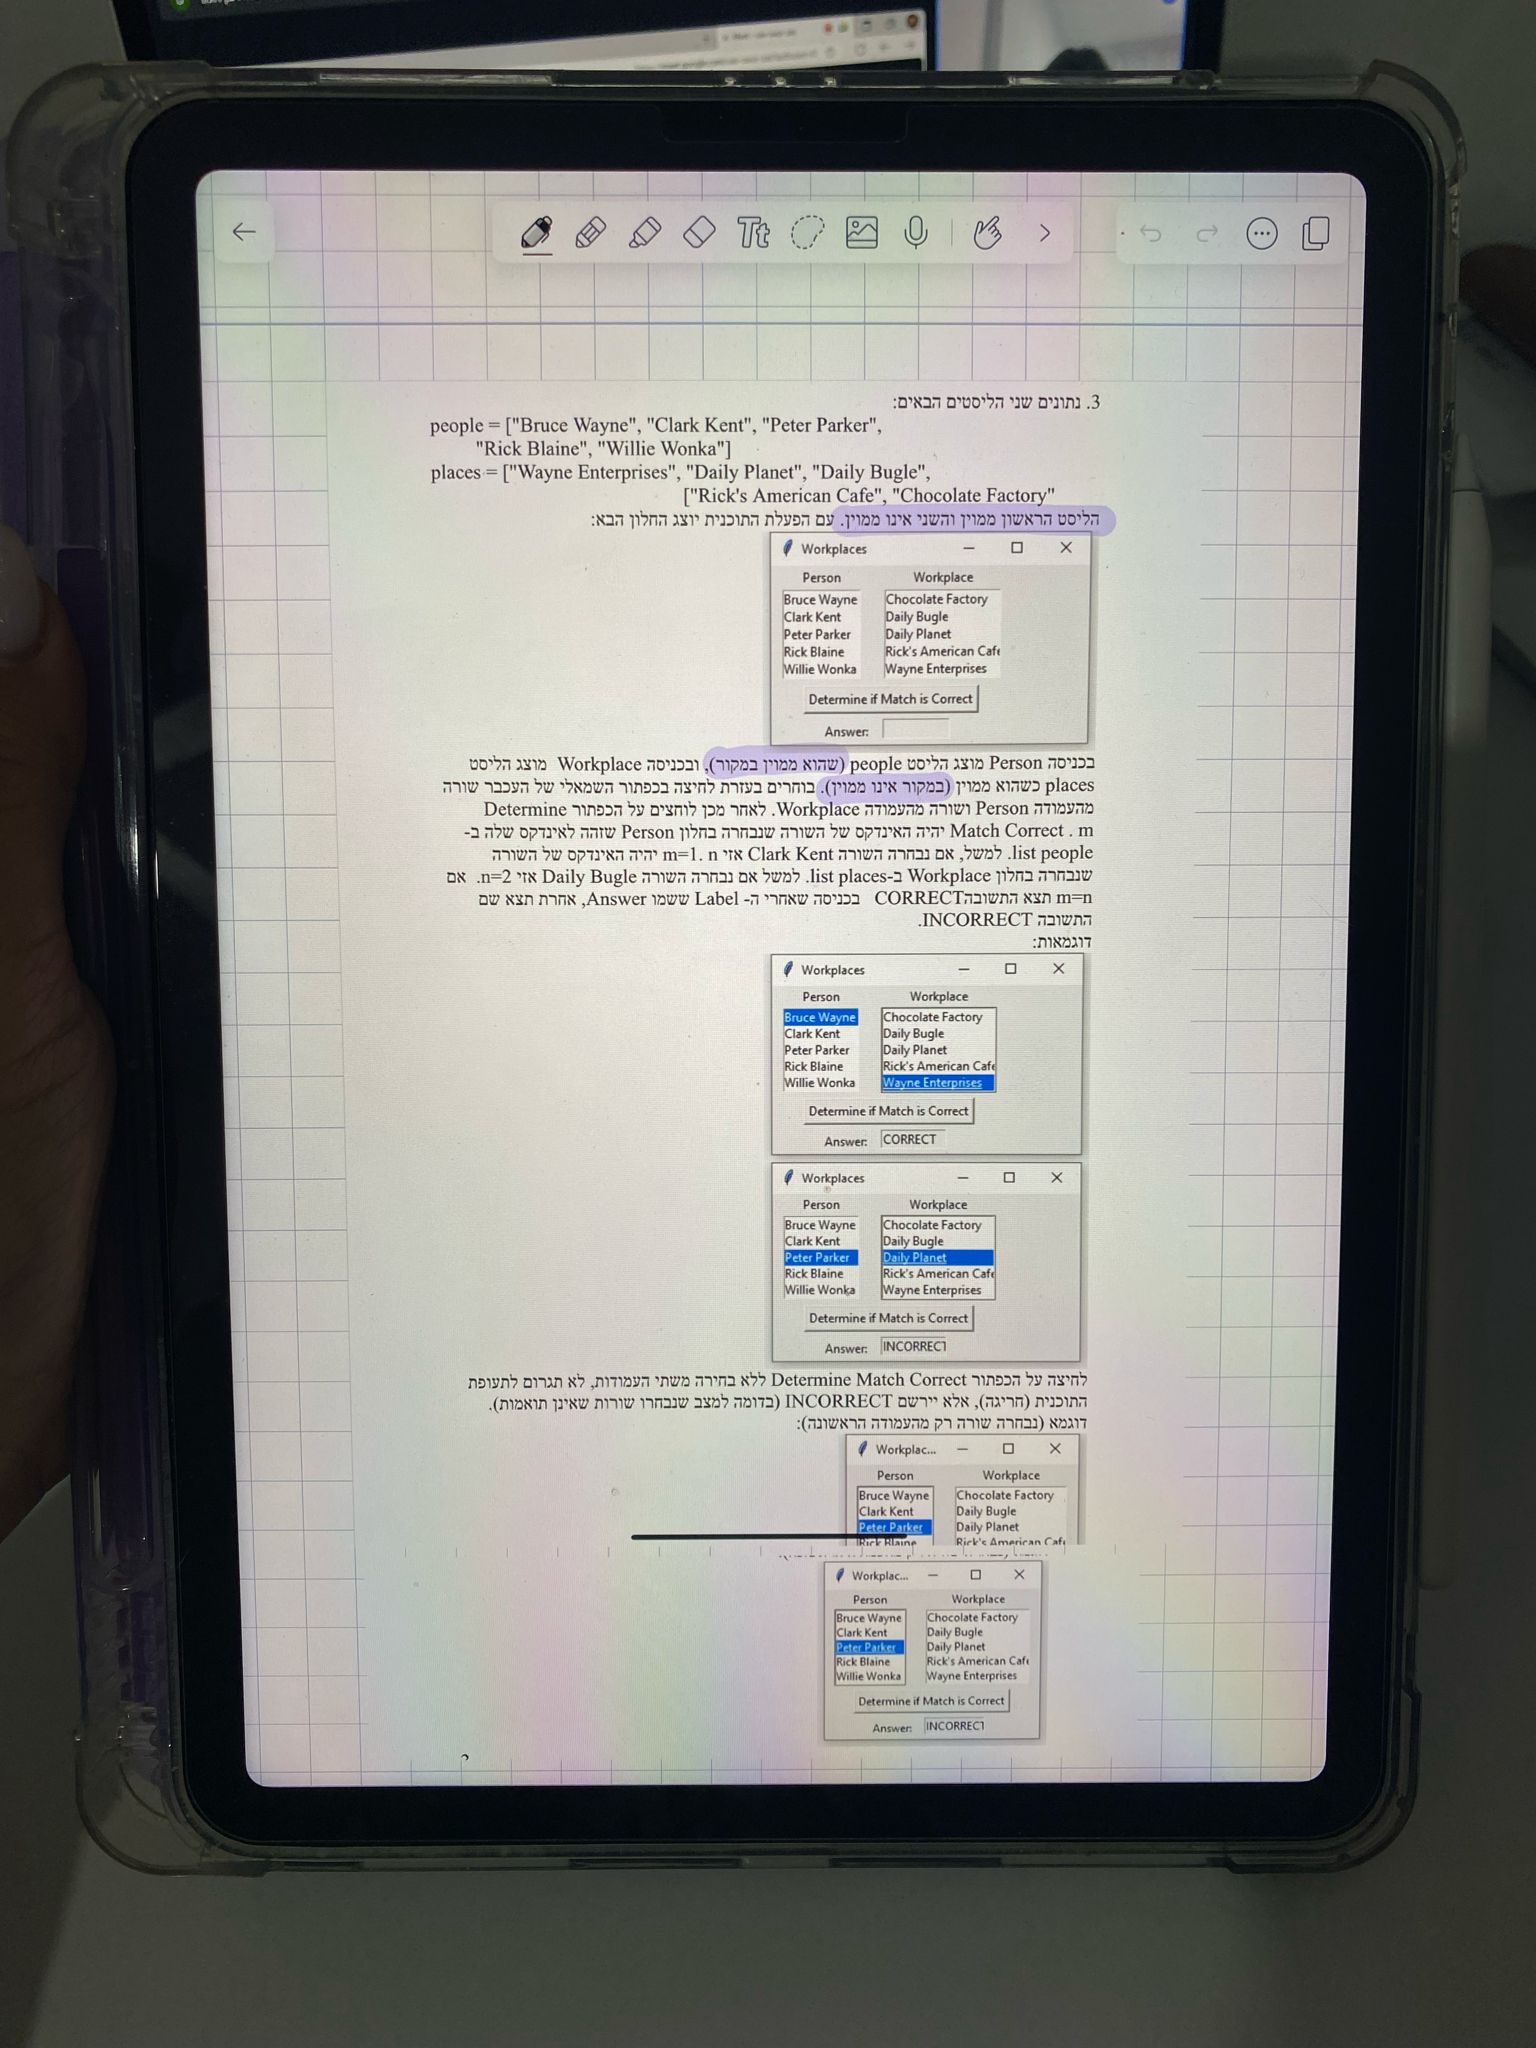 Tt
3. נתונים שני הליסטים הבאים:
people = ["Bruce Wayne", "Clark Kent", "Peter Parker",
"Rick Blaine", "Willie Wonka"]
places = ["Wayne Enterprises", "Daily Planet", "Daily Bugle",
["Rick's American Cafe", "Chocolate Factory"
הליסט הראשון ממוין והשני אינו ממוין. עם הפעלת התוכנית יוצג החלון הבא:
Workplaces
Person Workplace
Bruce Wayne Chocolate Factory
Clark Kent Daily Bugle
Peter Parker Daily Planet
Rick Blaine Rick's American Cafe
Willie Wonka Wayne Enterprises
Determine if Match is Correct
Answer:
בכניסה Person מוצג הליסט people (שהוא ממוין במקור), ובכניסה Workplace מוצג הליסט
places כשהוא ממוין (במקור אינו ממוין). בוחרים בעזרת לחיצה בכפתור השמאלי של העכבר שורה
מהעמודה Person ושורה מהעמודה Workplace. לאחר מכן לוחצים על הכפתור Determine
Match Correct . m יהיה האינדקס של השורה שנבחרה בחלון Person שזהה לאינדקס שלה ב-
list people. למשל, אם נבחרה השורה Clark Kent אזי m=1. n יהיה האינדקס של השורה
שנבחרה בחלון Workplace ב-list places. למשל אם נבחרה השורה Daily Bugle אזי n=2. אם
m=n תצא התשובה CORRECT בכניסה שאחרי ה- Label ששמו Answer, אחרת תצא שם
התשובה INCORRECT.
דוגמאות:
Workplaces
Person Workplace
Bruce Wayne Chocolate Factory
Clark Kent Daily Bugle
Peter Parker Daily Planet
Rick Blaine Rick's American Cafe
Willie Wonka Wayne Enterprises
Determine if Match is Correct
Answer: CORRECT
Workplaces
Person Workplace
Bruce Wayne Chocolate Factory
Clark Kent Daily Bugle
Peter Parker Daily Planet
Rick Blaine Rick's American Cafe
Willie Wonka Wayne Enterprises
Determine if Match is Correct
Answer: INCORRECT
לחיצה על הכפתור Determine Match Correct ללא בחירה משתי העמודות, לא תגרום לתעופת
התוכנית (חריגה), אלא יירשם INCORRECT (בדומה למצב שנבחרו שורות שאינן תואמות).
דוגמא (נבחרה שורה רק מהעמודה הראשונה):
Workplac...
Person Workplace
Bruce Wayne Chocolate Factory
Clark Kent Daily Bugle
Peter Parker Daily Planet
Rick Blaine Rick's American Cafe
Workplac...
Person Workplace
Bruce Wayne Chocolate Factory
Clark Kent Daily Bugle
Peter Parker Daily Planet
Rick Blaine Rick's American Cafe
Willie Wonka Wayne Enterprises
Determine if Match is Correct
Answer: INCORRECT